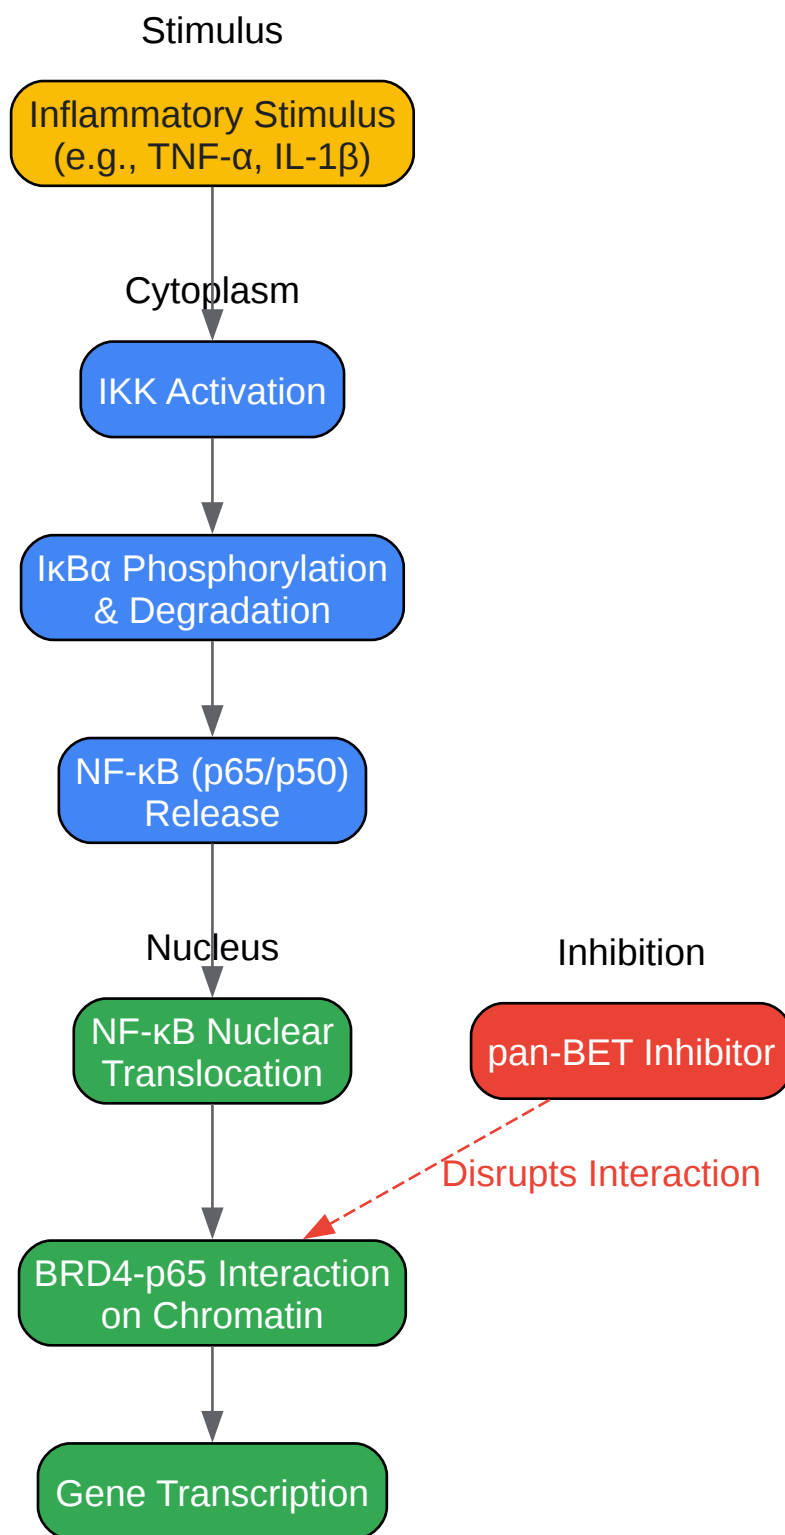 Stimulus
Inflammatory Stimulus
(e.g., TNF-α, IL-1β)
Cytoplasm
IKK Activation
IκBα Phosphorylation
& Degradation
NF-κB (p65/p50)
Release
Nucleus
Inhibition
NF-κB Nuclear
Translocation
pan-BET Inhibitor
Disrupts Interaction
BRD4-p65 Interaction
on Chromatin
Gene Transcription